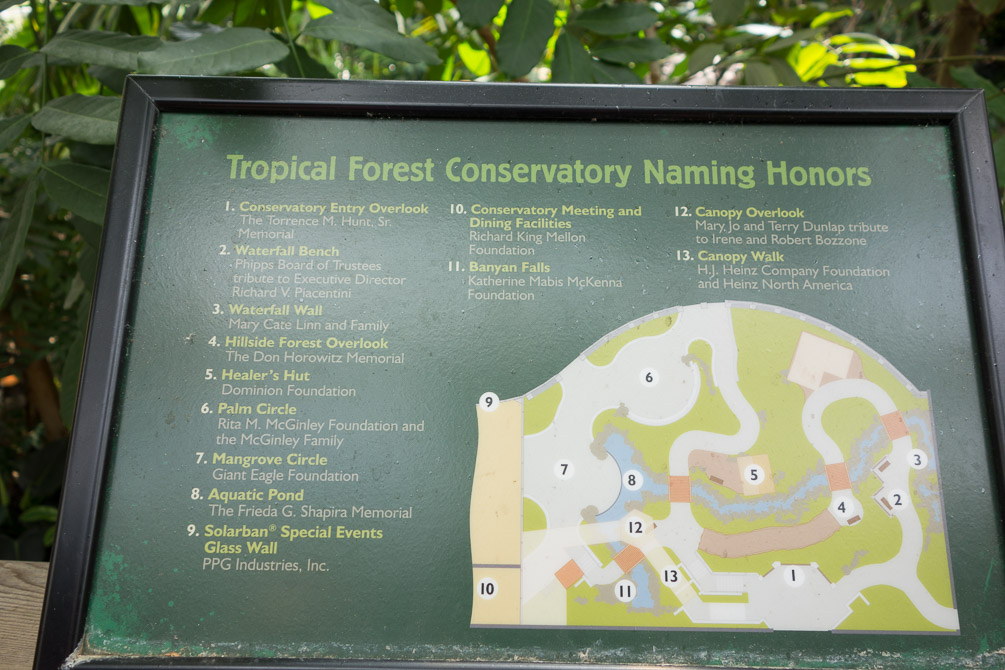 Tropical Forest Conservatory Naming Honors
1. Conservatory Entry Overlook
The Torrence M. Hunt, Sr.
Memorial
2. Waterfall Bench
Phipps Board of Trustees
tribute to Executive Director
Richard V. Piacentini
3. Waterfall Wall
Mary Cate Linn and Family
4. Hillside Forest Overlook
The Don Horowitz Memorial
5. Healer's Hut
Dominion Foundation
6. Palm Circle
Rita M. McGinley Foundation and
the McGinley Family
7. Mangrove Circle
Giant Eagle Foundation
8. Aquatic Pond
The Frieda G. Shapira Memorial
9. Solarban® Special Events
Glass Wall
PPG Industries, Inc.
10. Conservatory Meeting and
Dining Facilities
Richard King Mellon
Foundation
11. Banyan Falls
Katherine Mabis McKenna
Foundation
12. Canopy Overlook
Mary, Jo and Terry Dunlap tribute
to Irene and Robert Bozzone
13. Canopy Walk
H.J. Heinz Company Foundation
and Heinz North America
6
9
3
7
8
5
2
4
12
13
1
10
11